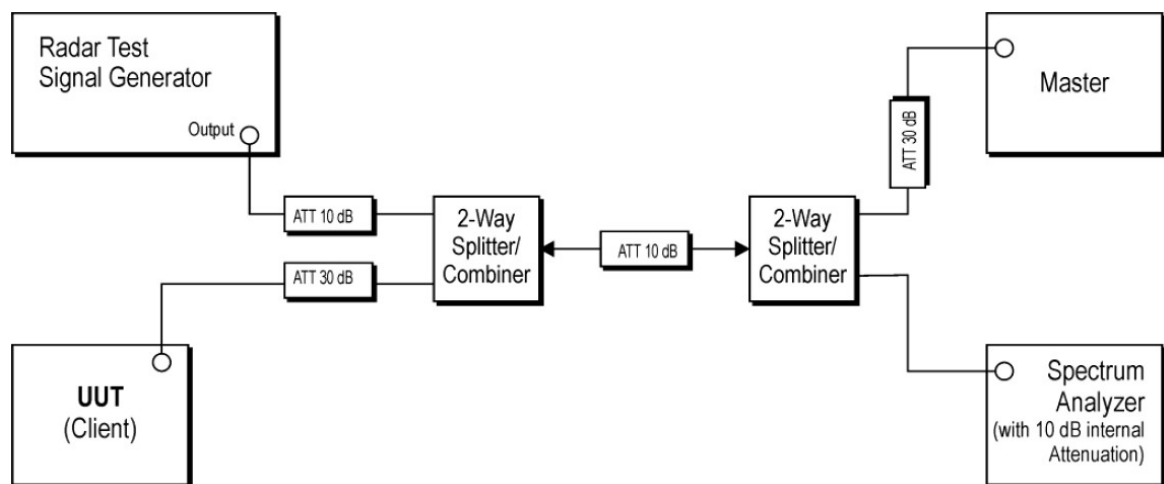 Radar Test
Signal Generator
Output
ATT 10 dB
ATT 30 dB
UUT
(Client)
2-Way
Splitter/
Combiner
ATT 10 dB
2-Way
Splitter/
Combiner
ATT 30 dB
Master
Spectrum
Analyzer
(with 10 dB internal
Attenuation)